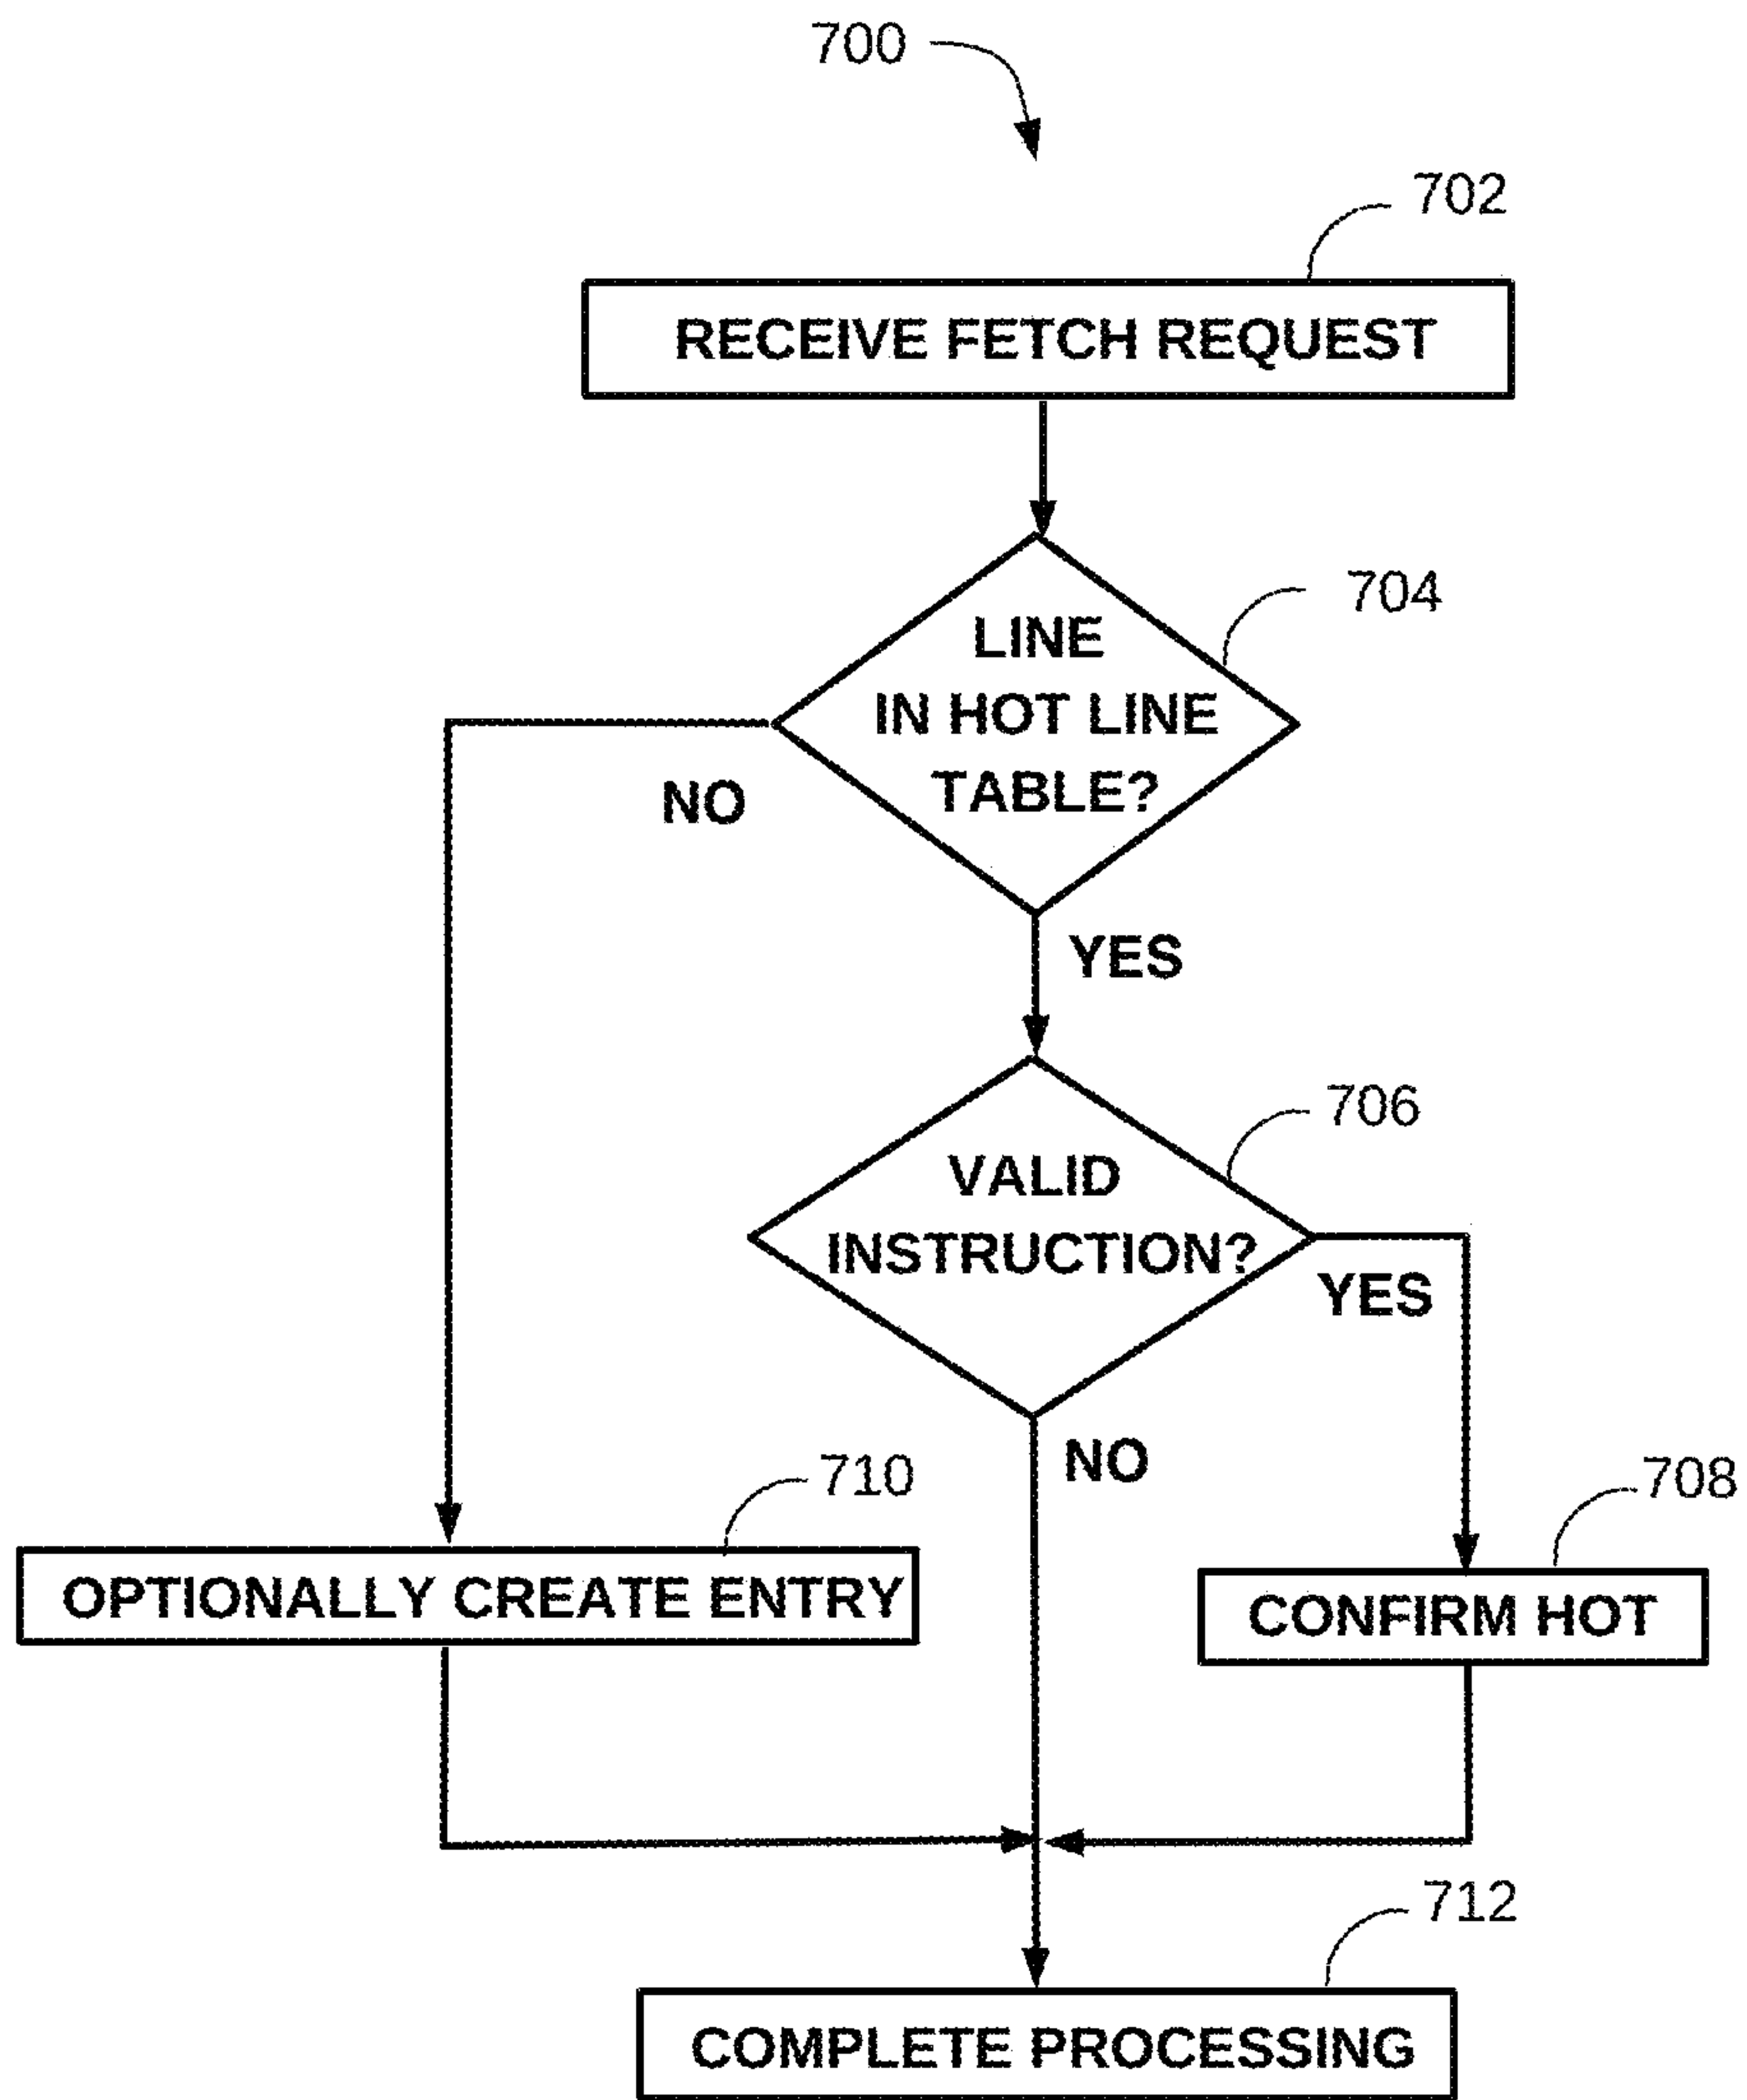 700
702
RECEIVE FETCH REQUEST
704
LINE
IN HOT LINE
TABLE?
NO
YES
706
VALID
INSTRUCTION?
YES
NO
710
708
OPTIONALLY CREATE ENTRY
CONFIRM HOT
712
COMPLETE PROCESSING